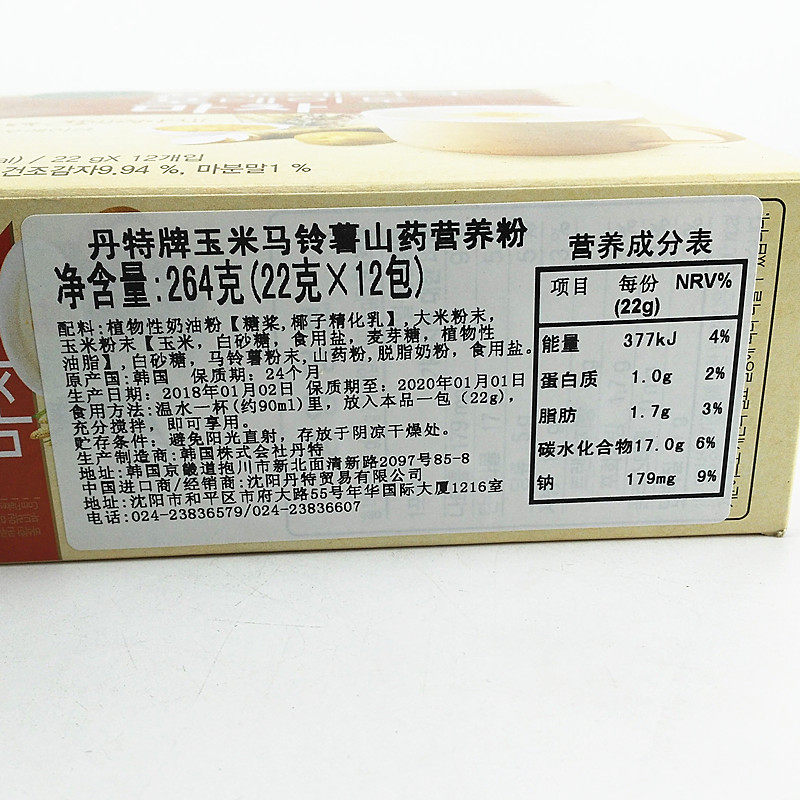 22 gX 12개입
건조감자9.94 %, 마분말1 %
丹特牌玉米马铃薯山药营养粉
净含量:264克(22克×12包)
配料:植物性奶油粉【糖浆,椰子精化乳】,大米粉末,
玉米粉末【玉米, 白砂糖, 食用盐, 麦芽糖, 植物性
油脂】,白砂糖, 马铃薯粉末,山药粉,脱脂奶粉, 食用盐。
原产国:韩国 保质期: 24个月
生产日期: 2018年01月02日 保质期至: 2020年01月01日
食用方法:温水一杯(约90ml)里, 放入本品一包 (22g),
充分搅拌, 即可享用。
贮存条件: 避免阳光直射, 存放于阴凉干燥处。
生产制造商:韩国株式会社丹特
地址:韩国京畿道抱川市新北面清新路2097号85-8
中国进口商/经销商:沈阳丹特贸易有限公司
地址:沈阳市和平区市府大路55号年华国际大厦1216室
电话:024-23836579/024-23836607
营养成分表
项目 每份(22g) NRV%
能量 377kJ 4%
蛋白质 1.0g 2%
脂肪 1.7g 3%
碳水化合物17.0g 6%
钠 179mg 9%